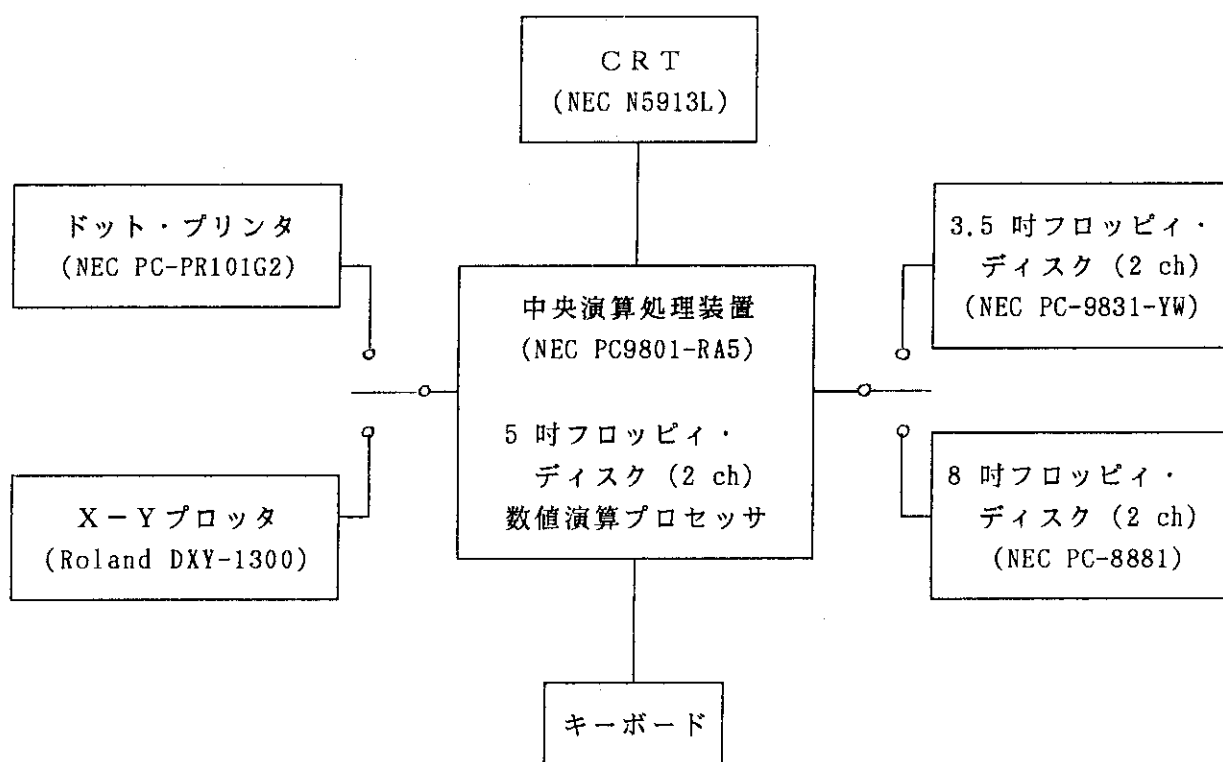 CRT
(NEC N5913L)
ドット・プリンタ
(NEC PC-PR101G2)
3.5 吋フロッピィ・
ディスク (2 ch)
(NEC PC-9831-YW)
中央演算処理装置
(NEC PC9801-RA5)
5 吋フロッピィ・
ディスク (2 ch)
数値演算プロセッサ
X-Yプロッタ
(Roland DXY-1300)
8 吋フロッピィ・
ディスク (2 ch)
(NEC PC-8881)
キーボード